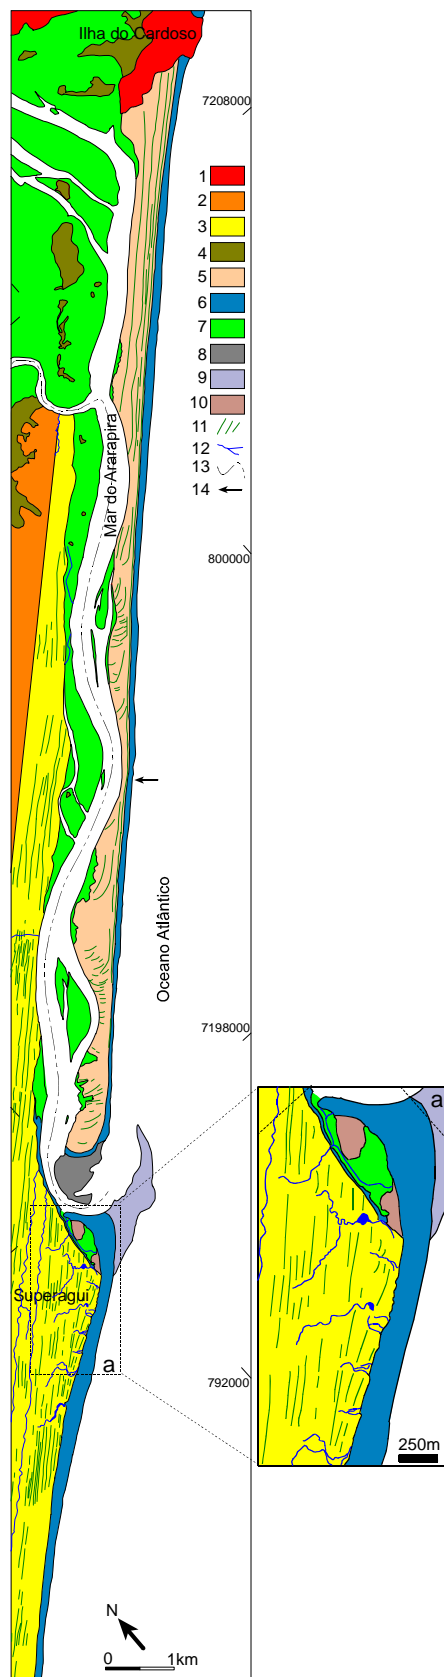 Ilha do Cardoso
7208000
1
2
3
4
5
6
7
8
9
10
11
12
13
14
Mar do Ararapira
800000
Oceano Atlântico
7198000
a
Superagui
a
792000
250m
N
0 1km